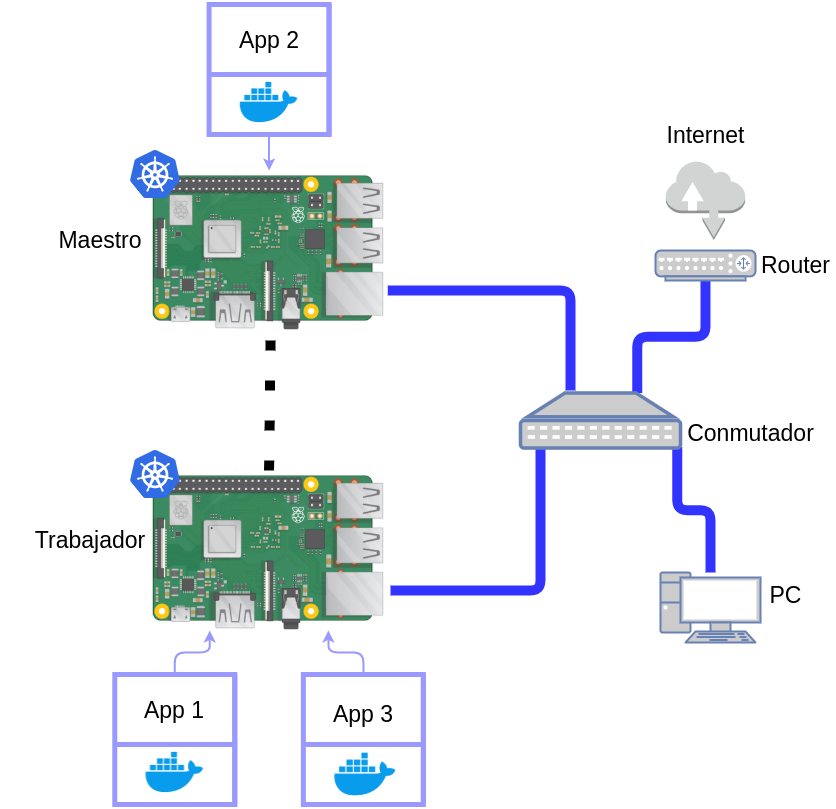 App 2
Internet
Maestro
Router
Conmutador
Trabajador
PC
App 1
App 3